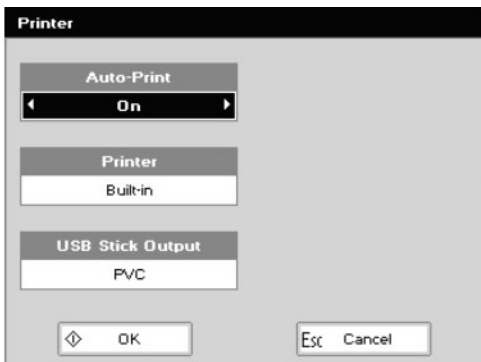 Printer
Auto-Print
On
Printer
Built-in
USB Stick Output
PVC
OK
Esc Cancel